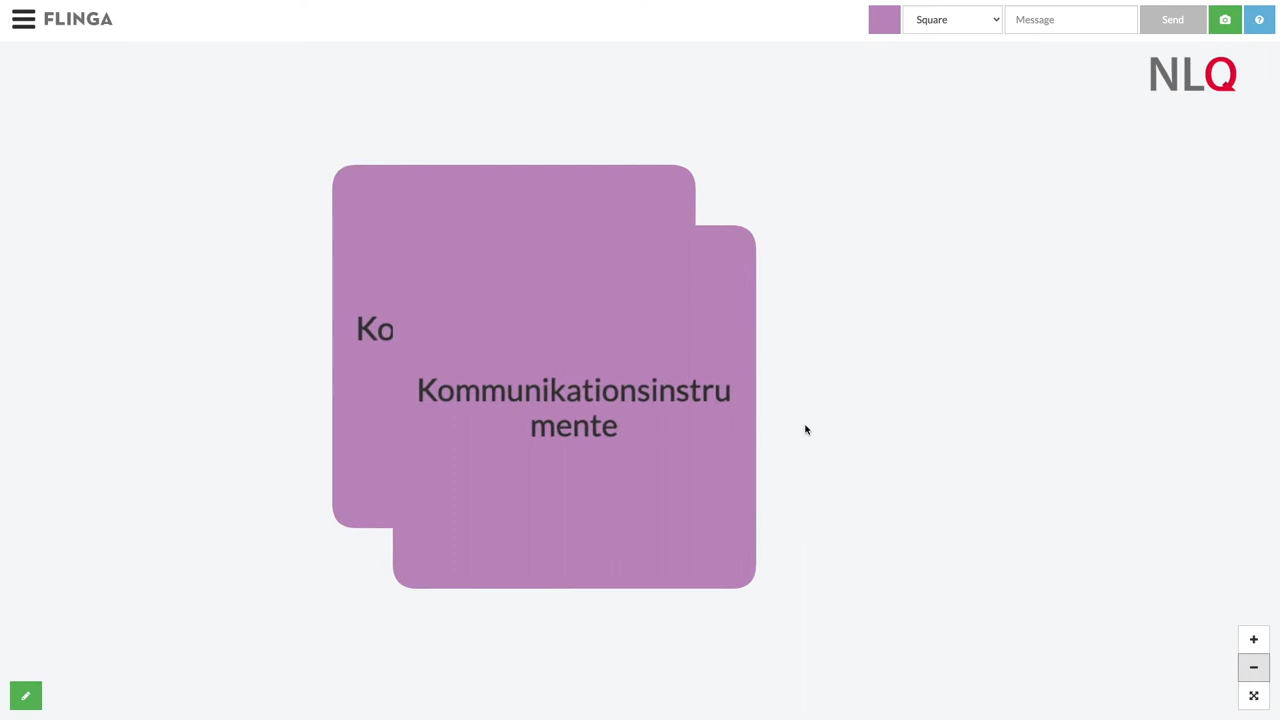 FLINGA
Square
Message
Send
NLQ
Ko
Kommunikationsinstru
mente